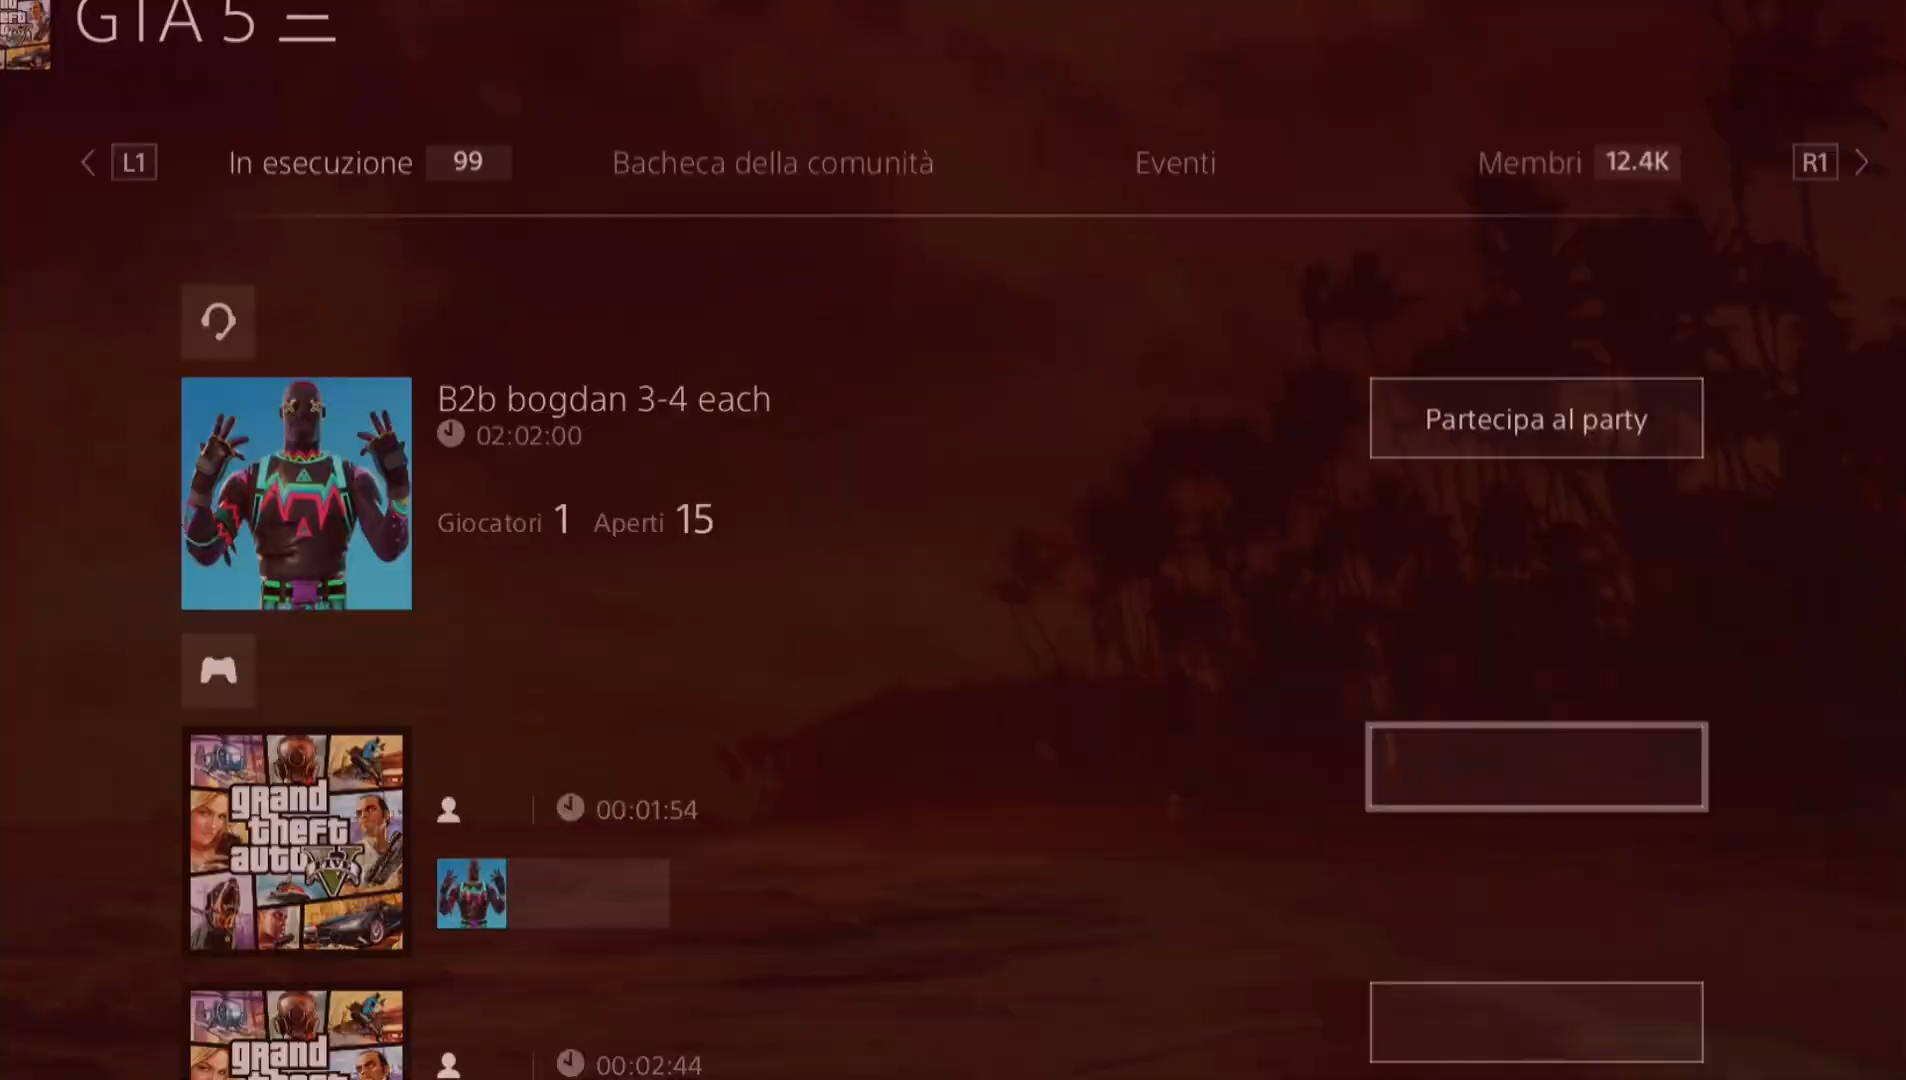 GTA 5 三
L1
In esecuzione 99
Bacheca della comunità
Eventi
Membri 12.4K
R1
B2b bogdan 3-4 each
Partecipa al party
02:02:00
Giocatori 1 Aperti 15
grand
theft
auto
V
00:01:54
grand
00:02:44